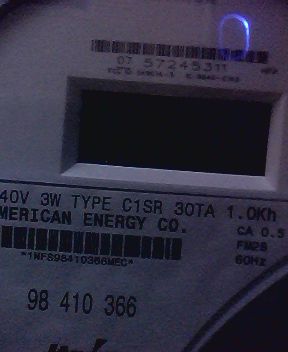 07 57245311
40V 3W TYPE C1SR 30TA 1.0Kh
MERICAN ENERGY CO.
CA 0.5
FM2S
60Hz
*1NFS98410366MEC*
98 410 366